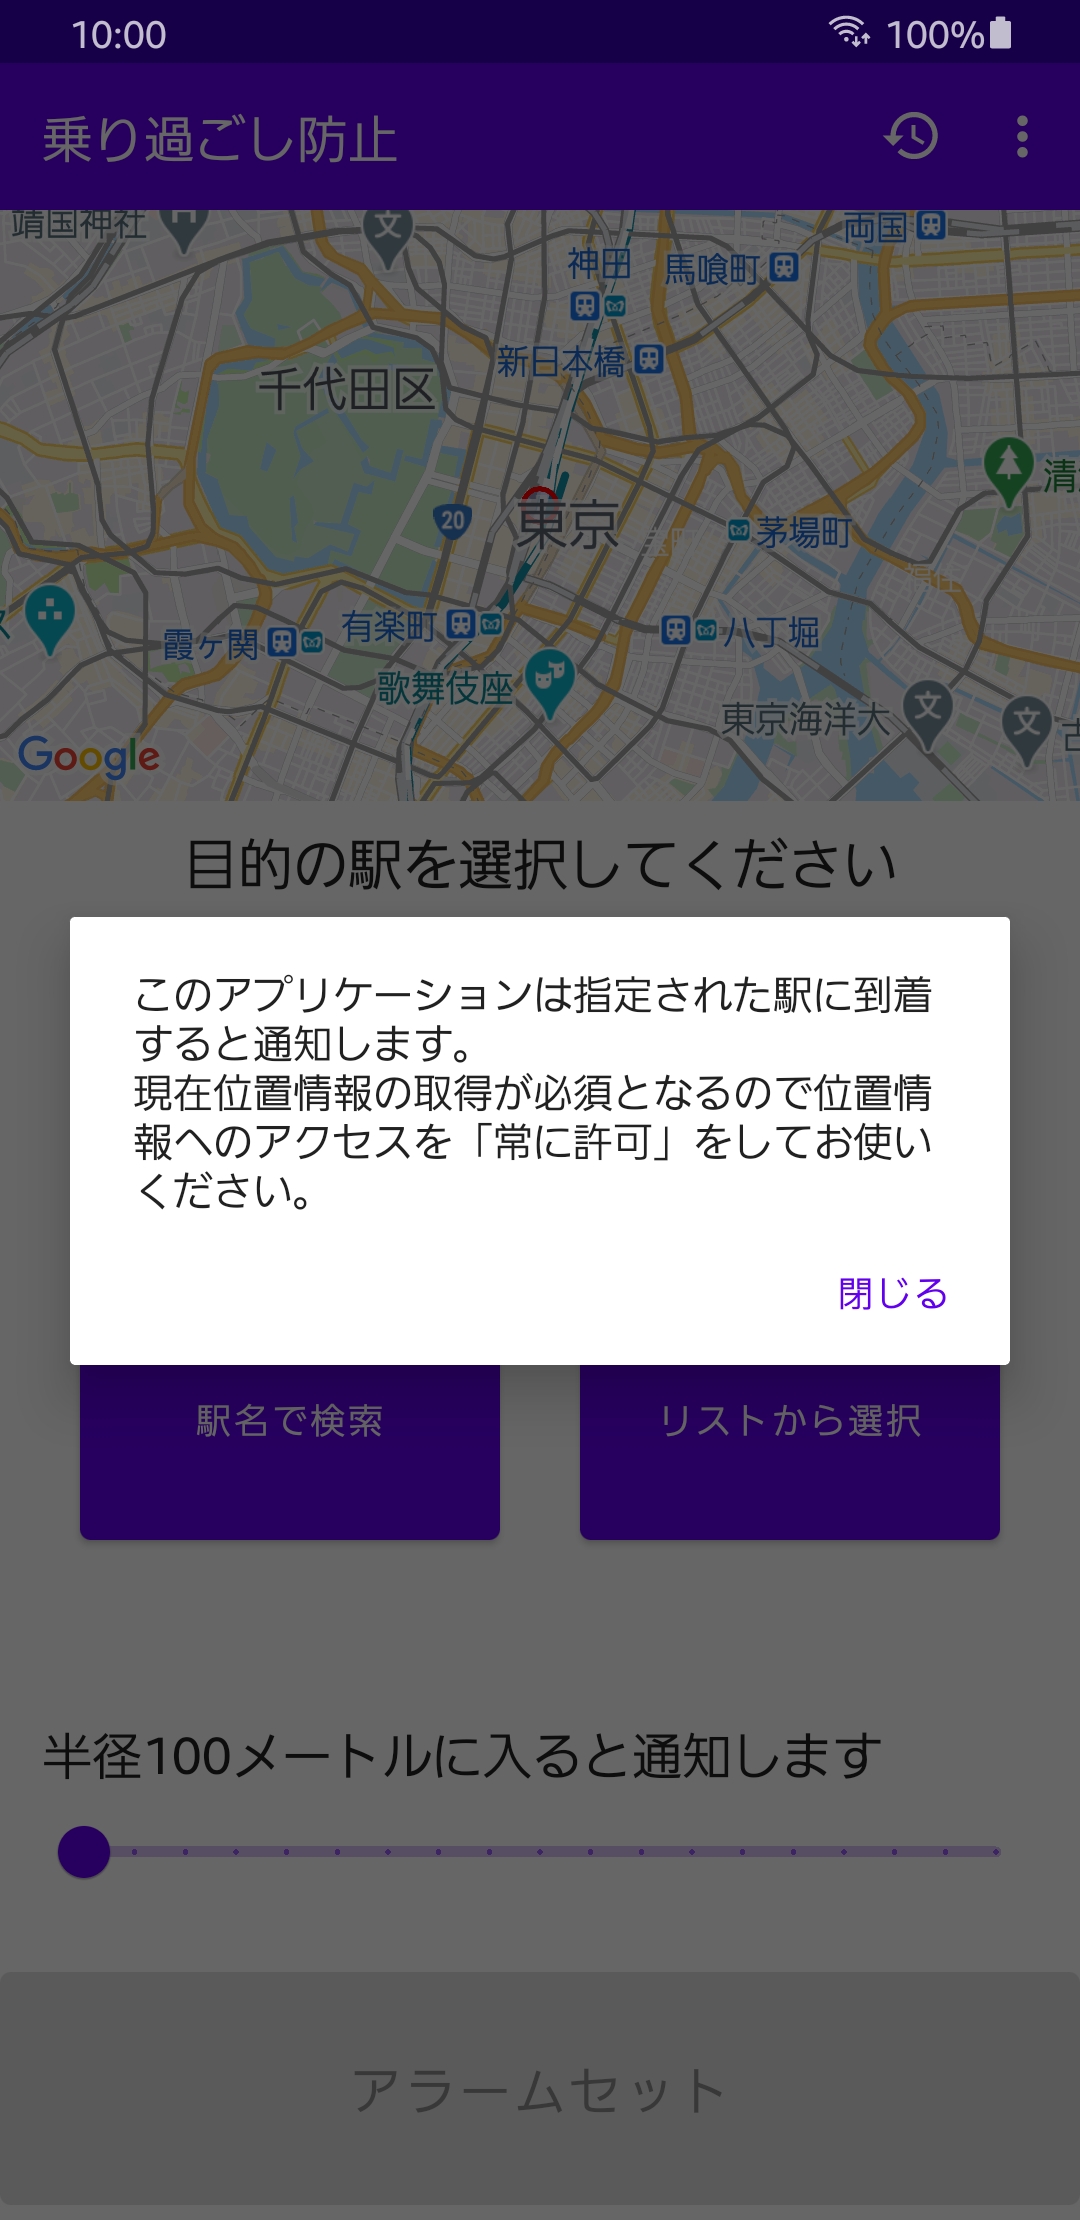 10:00
100%
乗り過ごし防止
靖国神社
文
両国
神田
馬喰町
新日本橋
千代田区
清
20
東京
茅場町
有楽町
霞ヶ関
八丁堀
歌舞伎座
東京海洋大
文
文
古
Google
目的の駅を選択してください
このアプリケーションは指定された駅に到着
すると通知します。
現在位置情報の取得が必須となるので位置情
報へのアクセスを「常に許可」をしてお使い
ください。
閉じる
駅名で検索
リストから選択
半径100メートルに入ると通知します
アラームセット